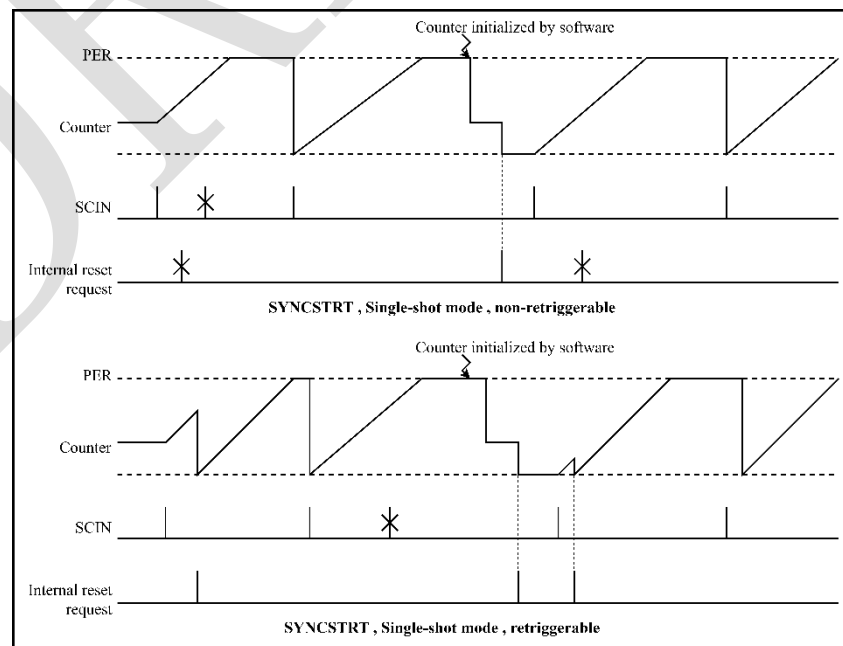 Counter initialized by software
PER
Counter
SCIN
Internal reset
request
SYNCSTRT , Single-shot mode , non-retriggerable
Counter initialized by software
PER
Counter
SCIN
Internal reset
request
SYNCSTRT , Single-shot mode , retriggerable